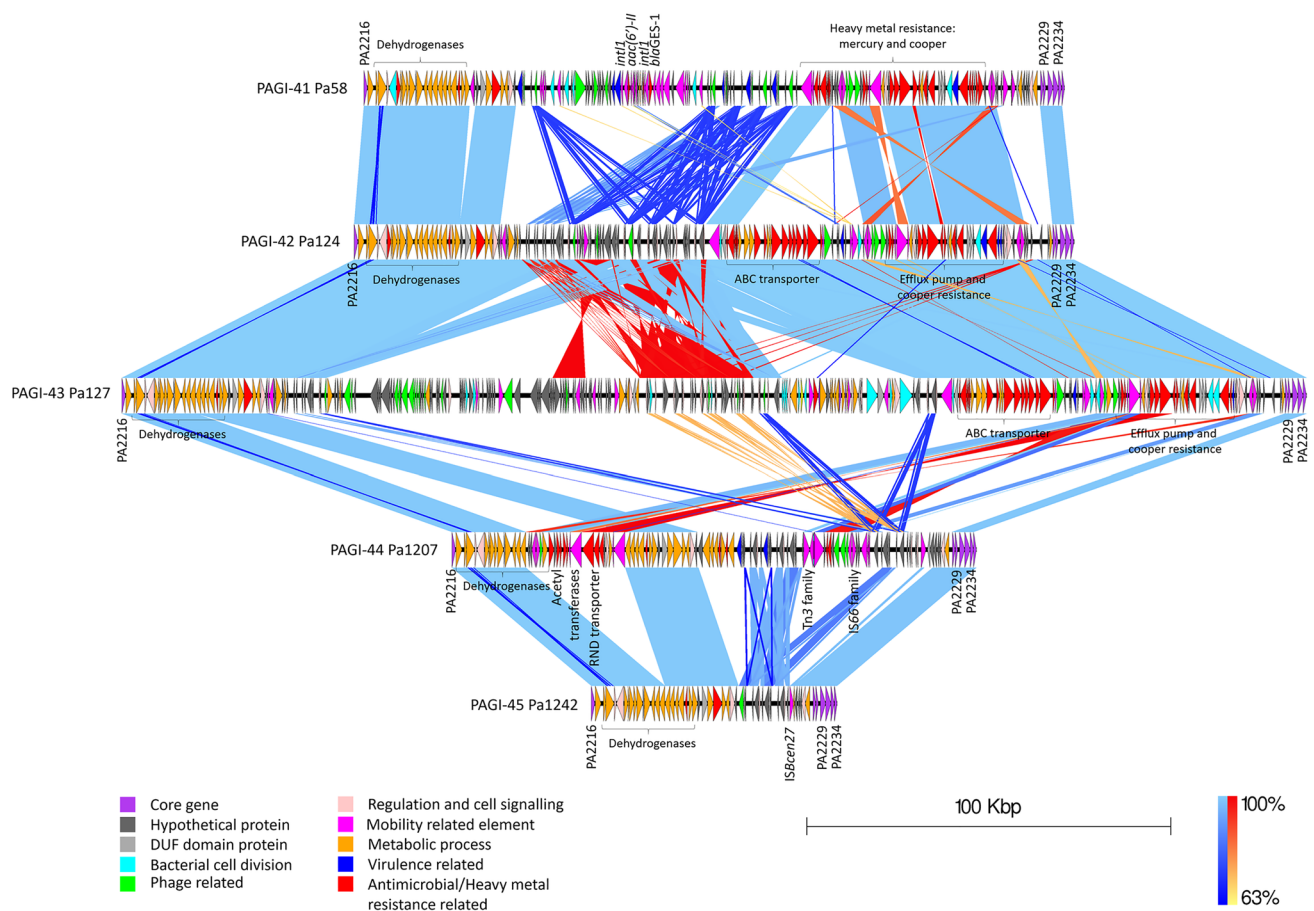 PA2216
Dehydrogenases
intI1
aac(6')-II
intI1
blaGES-1
Heavy metal resistance:
mercury and cooper
PA2229
PA2234
PAGI-41 Pa58
PAGI-42 Pa124
PA2216
Dehydrogenases
ABC transporter
Efflux pump and
cooper resistance
PA2229
PA2234
PAGI-43 Pa127
PA2216
Dehydrogenases
ABC transporter
Efflux pump and
cooper resistance
PA2229
PA2234
PAGI-44 Pa1207
PA2216
Dehydrogenases
Acetyl
transferases
RND transporter
Tn3 family
IS66 family
PA2229
PA2234
PAGI-45 Pa1242
PA2216
Dehydrogenases
ISBcen27
PA2229
PA2234
Core gene
Hypothetical protein
DUF domain protein
Bacterial cell division
Phage related
Regulation and cell signalling
Mobility related element
Metabolic process
Virulence related
Antimicrobial/Heavy metal
resistance related
100 Kbp
100%
63%